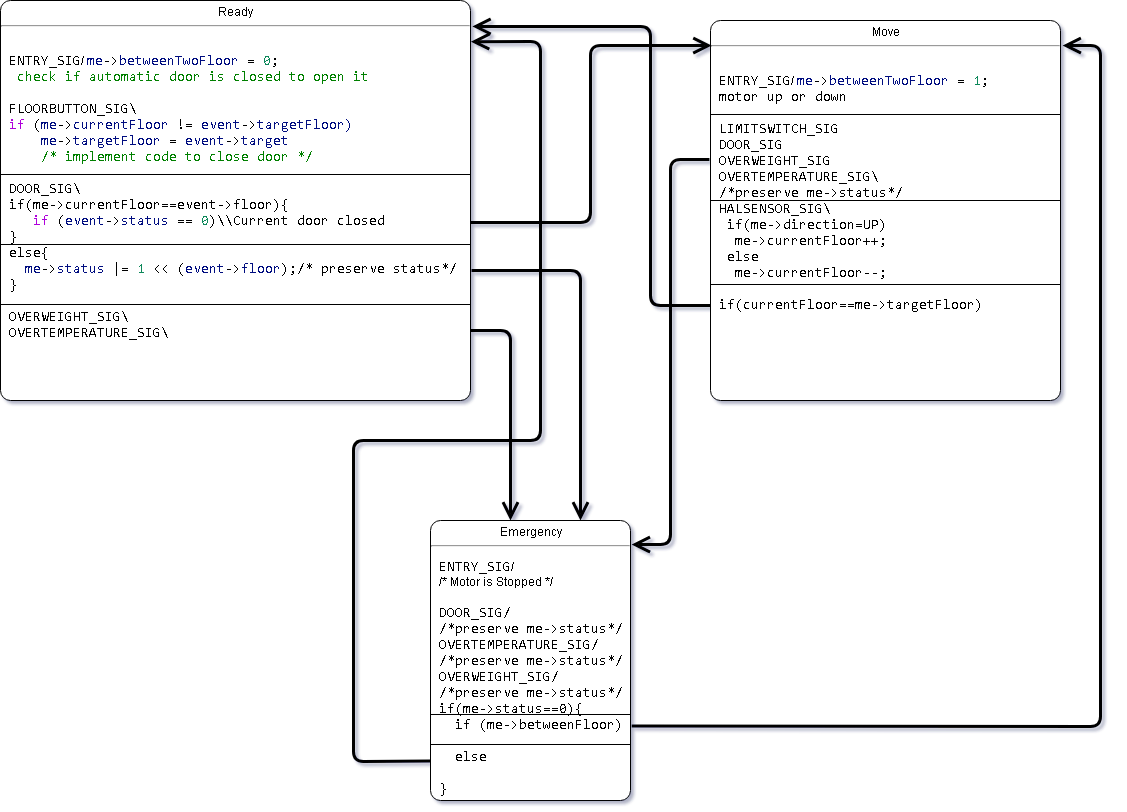 Ready
ENTRY_SIG/me->betweenTwoFloor = 0;
check if automatic door is closed to open it
FLOORBUTTON_SIG\
if (me->currentFloor != event->targetFloor)
me->targetFloor = event->target
/* implement code to close door */
DOOR_SIG\
if(me->currentFloor==event->floor){
if (event->status == 0)\\Current door closed
}
else{
me->status |= 1 << (event->floor);/* preserve status*/
}
OVERWEIGHT_SIG\
OVERTEMPERATURE_SIG\
Move
ENTRY_SIG/me->betweenTwoFloor = 1;
motor up or down
LIMITSWITCH_SIG
DOOR_SIG
OVERWEIGHT_SIG
OVERTEMPERATURE_SIG\
/*preserve me->status*/
HALSENSOR_SIG\
if(me->direction=UP)
me->currentFloor++;
else
me->currentFloor--;
if(currentFloor==me->targetFloor)
Emergency
ENTRY_SIG/
/* Motor is Stopped */
DOOR_SIG/
/*preserve me->status*/
OVERTEMPERATURE_SIG/
/*preserve me->status*/
OVERWEIGHT_SIG/
/*preserve me->status*/
if(me->status==0){
if (me->betweenFloor)
else
}